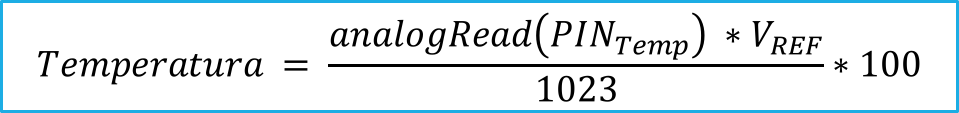 Temperatura = analogRead(PIN_Temp) * V_REF / 1023 * 100